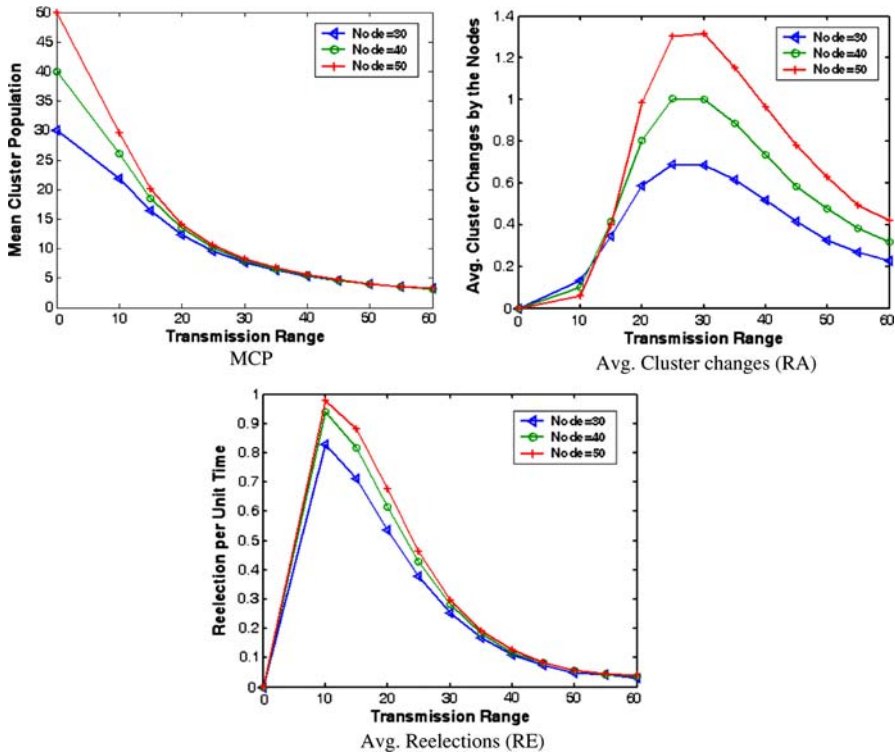 Mean Cluster Population
50
45
40
35
30
25
20
15
10
5
0
0 10 20 30 40 50 60
Node=30
Node=40
Node=50
Transmission Range
MCP
Avg. Cluster Changes by the Nodes
1.4
1.2
1
0.8
0.6
0.4
0.2
0
0 10 20 30 40 50 60
Node=30
Node=40
Node=50
Transmission Range
Avg. Cluster changes (RA)
Reelection per Unit Time
1
0.9
0.8
0.7
0.6
0.5
0.4
0.3
0.2
0.1
0
0 10 20 30 40 50 60
Node=30
Node=40
Node=50
Transmission Range
Avg. Reelections (RE)